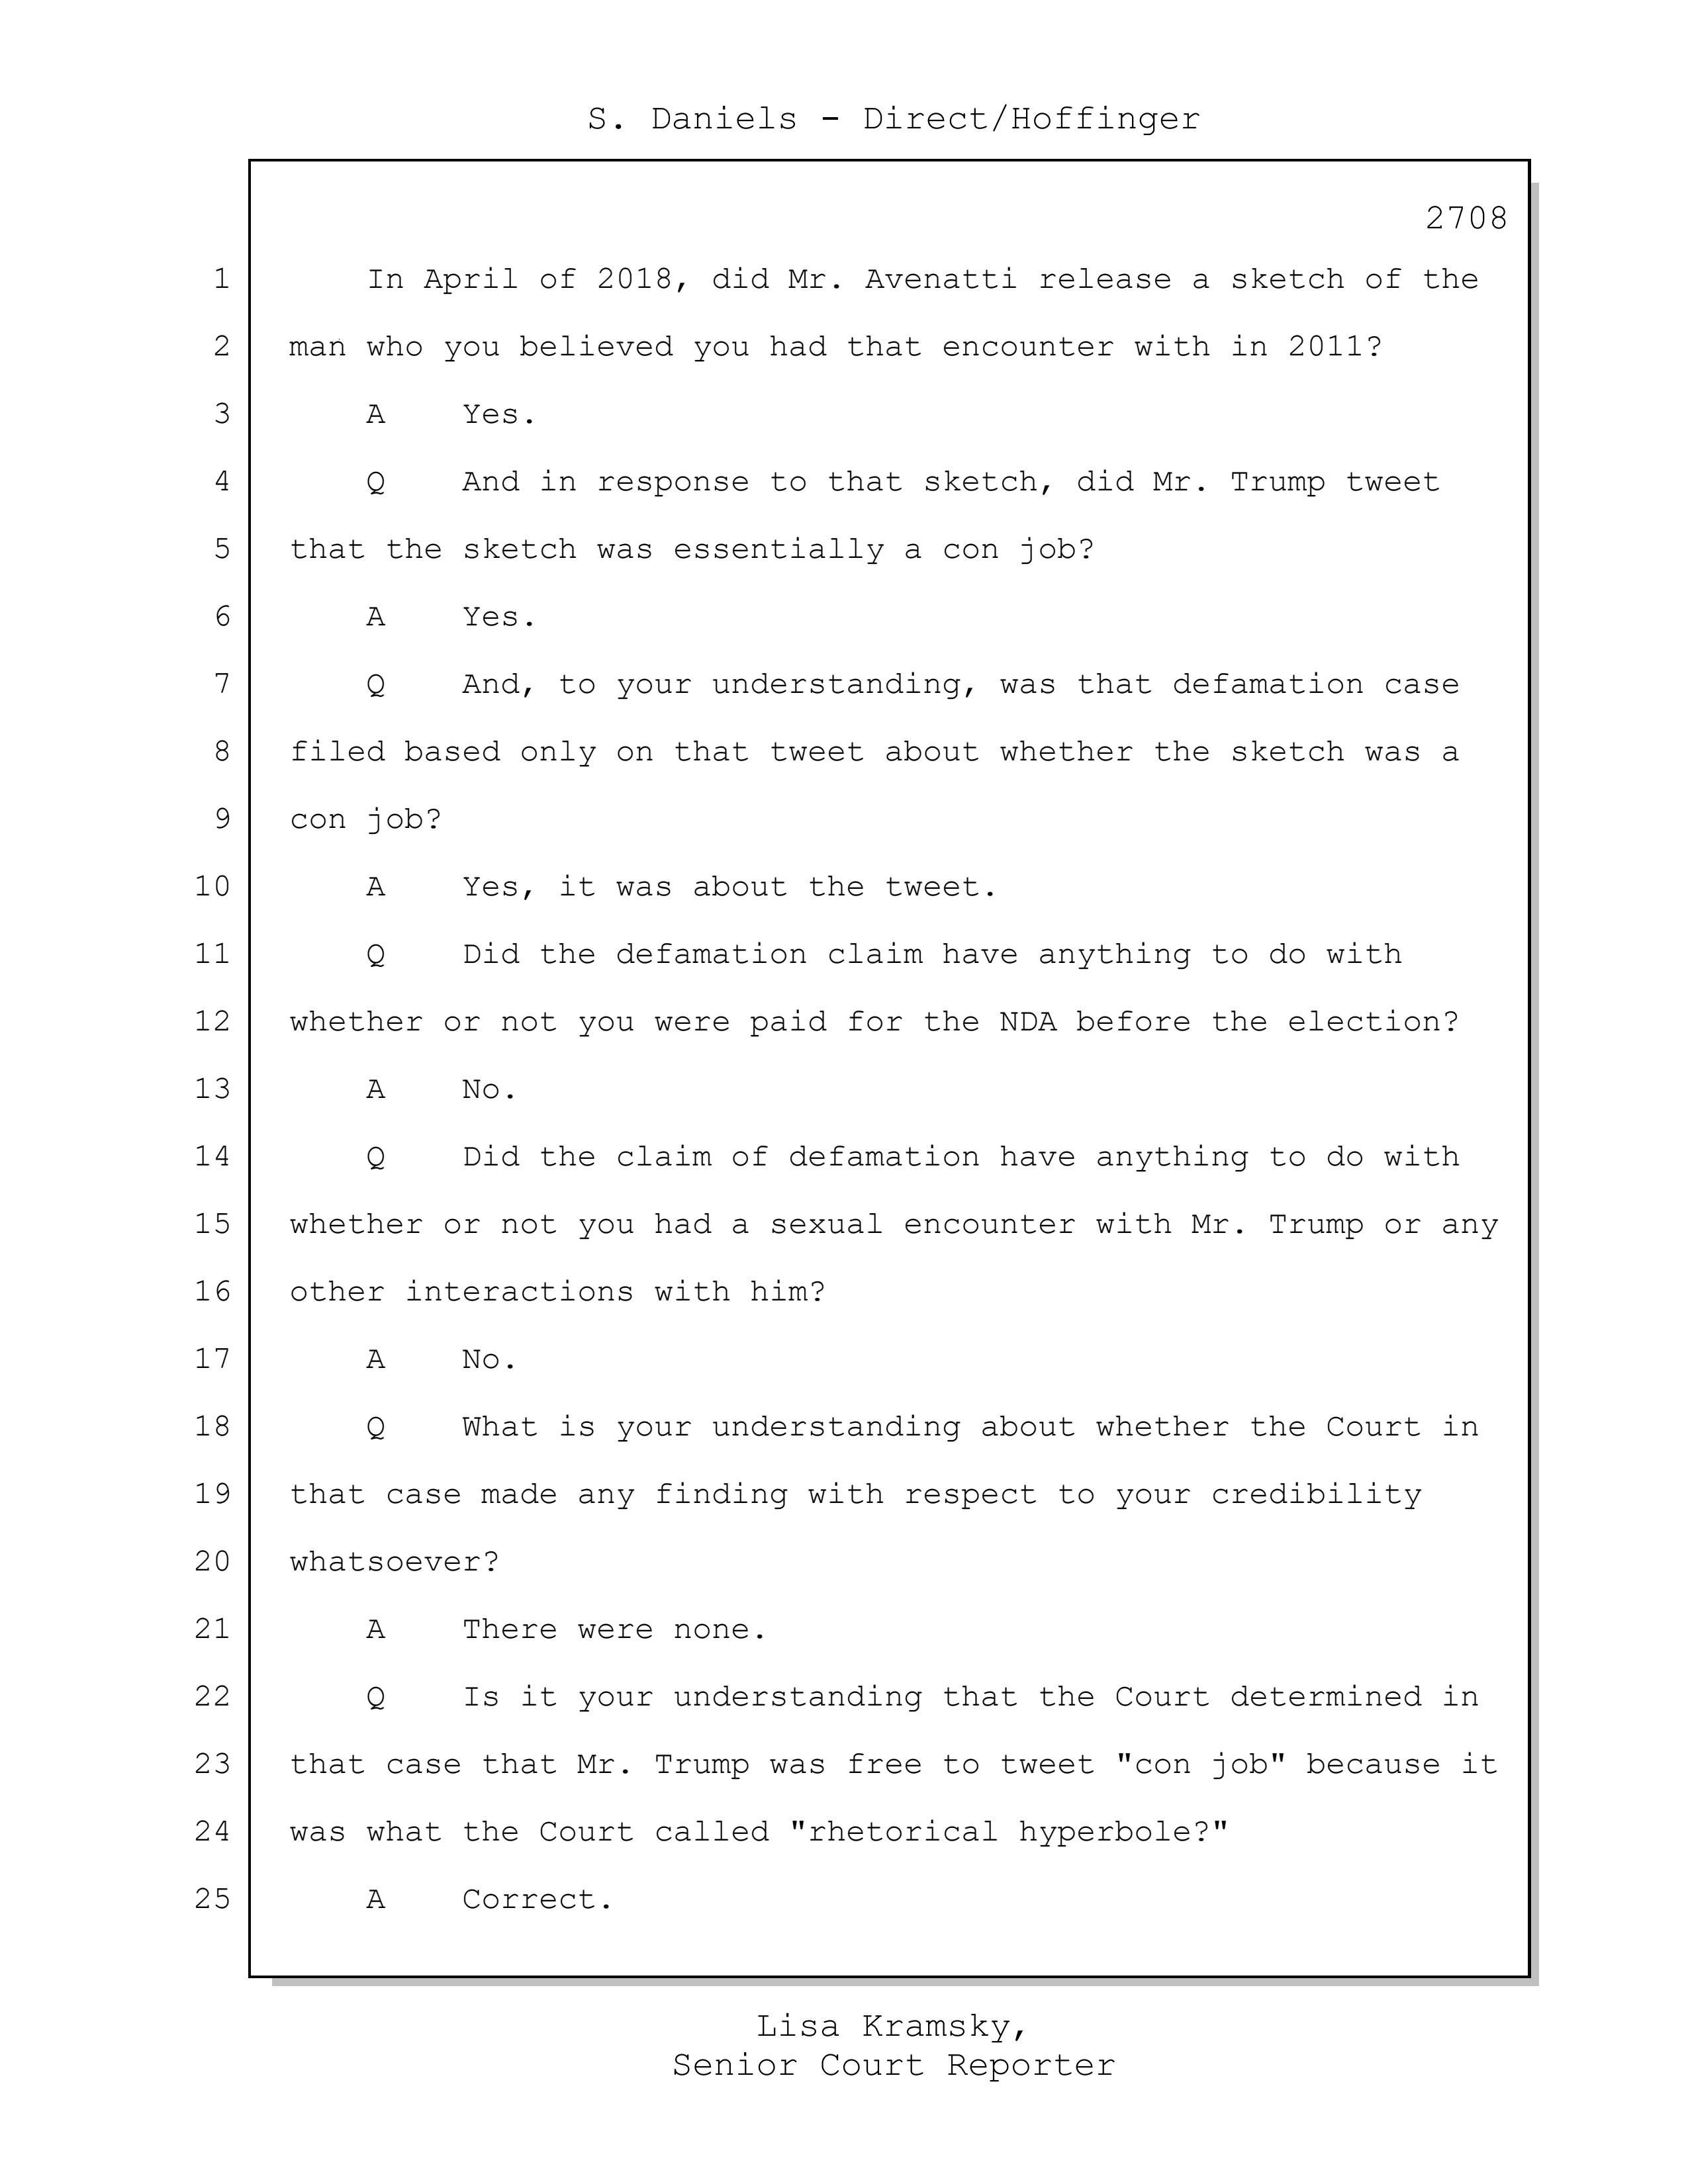 S. Daniels - Direct/Hoffinger
2708
1 In April of 2018, did Mr. Avenatti release a sketch of the
2 man who you believed you had that encounter with in 2011?
3 A Yes.
4 Q And in response to that sketch, did Mr. Trump tweet
5 that the sketch was essentially a con job?
6 A Yes.
7 Q And, to your understanding, was that defamation case
8 filed based only on that tweet about whether the sketch was a
9 con job?
10 A Yes, it was about the tweet.
11 Q Did the defamation claim have anything to do with
12 whether or not you were paid for the NDA before the election?
13 A No.
14 Q Did the claim of defamation have anything to do with
15 whether or not you had a sexual encounter with Mr. Trump or any
16 other interactions with him?
17 A No.
18 Q What is your understanding about whether the Court in
19 that case made any finding with respect to your credibility
20 whatsoever?
21 A There were none.
22 Q Is it your understanding that the Court determined in
23 that case that Mr. Trump was free to tweet "con job" because it
24 was what the Court called "rhetorical hyperbole?"
25 A Correct.
Lisa Kramsky,
Senior Court Reporter